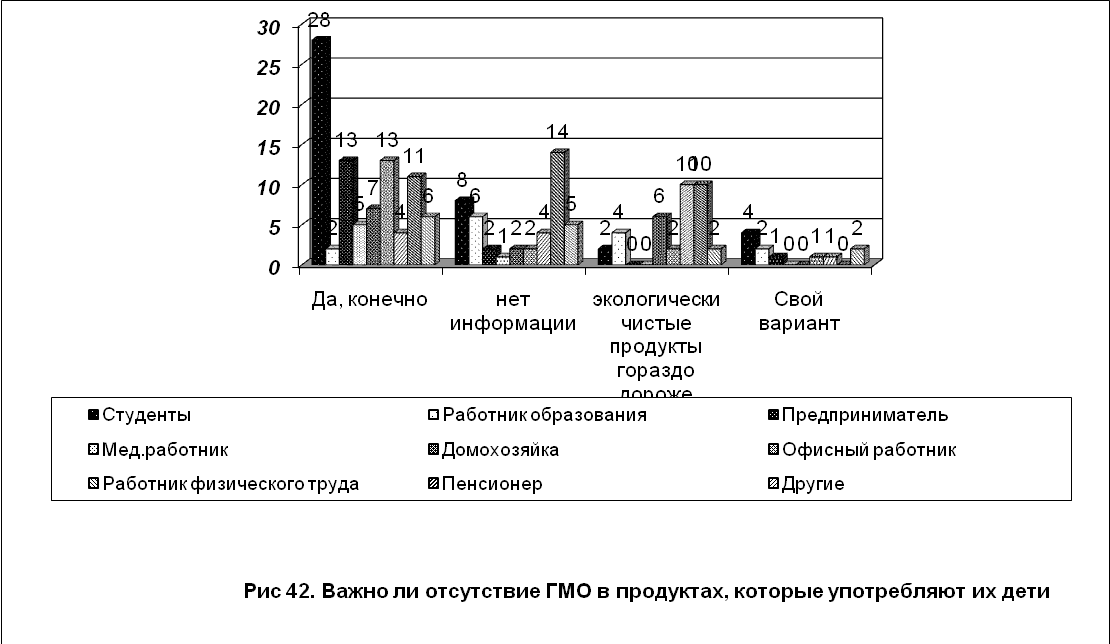 30
25
20
15
10
5
0
28 2 13 5 7 13 4 11 6
8 6 2 1 2 2 4 14 5
2 4 0 0 6 2 10 10 2
4 2 1 0 0 1 1 0 2
Да, конечно
нет
информации
экологически
чистые
продукты
гораздо
дороже
Свой
вариант
Студенты Работник образования Предприниматель
Мед.работник Домохозяйка Офисный работник
Работник физического труда Пенсионер Другие
Рис 42. Важно ли отсутствие ГМО в продуктах, которые употребляют их дети